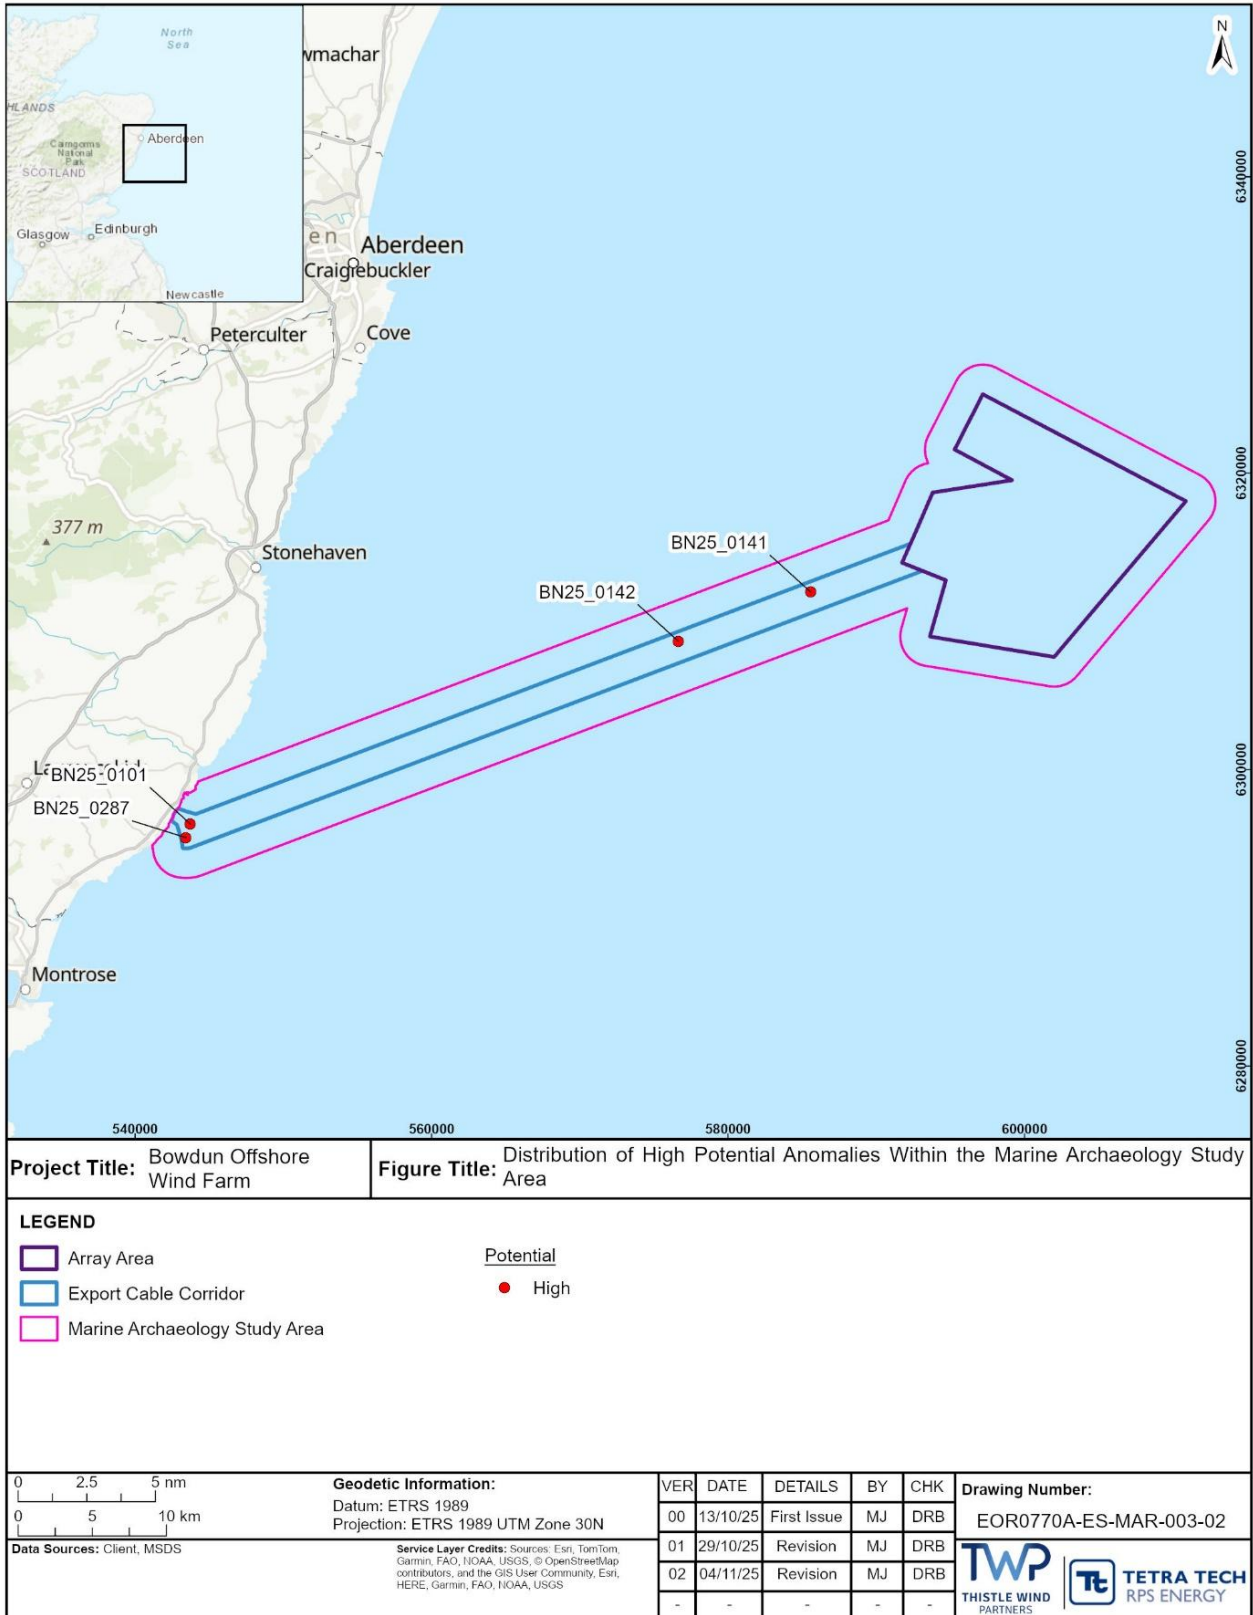 North
Sea
HLANDS
Cairngorms
National
Park
SCOTLAND
Aberdeen
Glasgow
Edinburgh
Newcastle
wmachar
N
en
Aberdeen
Craigiebuckler
Peterculter
Cove
377 m
Stonehaven
BN25_0141
BN25_0142
BN25_0101
BN25_0287
Montrose
6340000
6320000
6300000
6280000
540000
560000
580000
600000
Project Title: Bowdun Offshore
Wind Farm
Figure Title: Distribution of High Potential Anomalies Within the Marine Archaeology Study
Area
LEGEND
Array Area
Export Cable Corridor
Marine Archaeology Study Area
Potential
High
0 2.5 5 nm
0 5 10 km
Geodetic Information:
Datum: ETRS 1989
Projection: ETRS 1989 UTM Zone 30N
Data Sources: Client, MSDS
Service Layer Credits: Sources: Esri, TomTom,
Garmin, FAO, NOAA, USGS, © OpenStreetMap
contributors, and the GIS User Community, Esri,
HERE, Garmin, FAO, NOAA, USGS
VER DATE DETAILS BY CHK
00 13/10/25 First Issue MJ DRB
01 29/10/25 Revision MJ DRB
02 04/11/25 Revision MJ DRB
- - - - -
Drawing Number:
EOR0770A-ES-MAR-003-02
TWP
THISTLE WIND
PARTNERS
Tt
TETRA TECH
RPS ENERGY